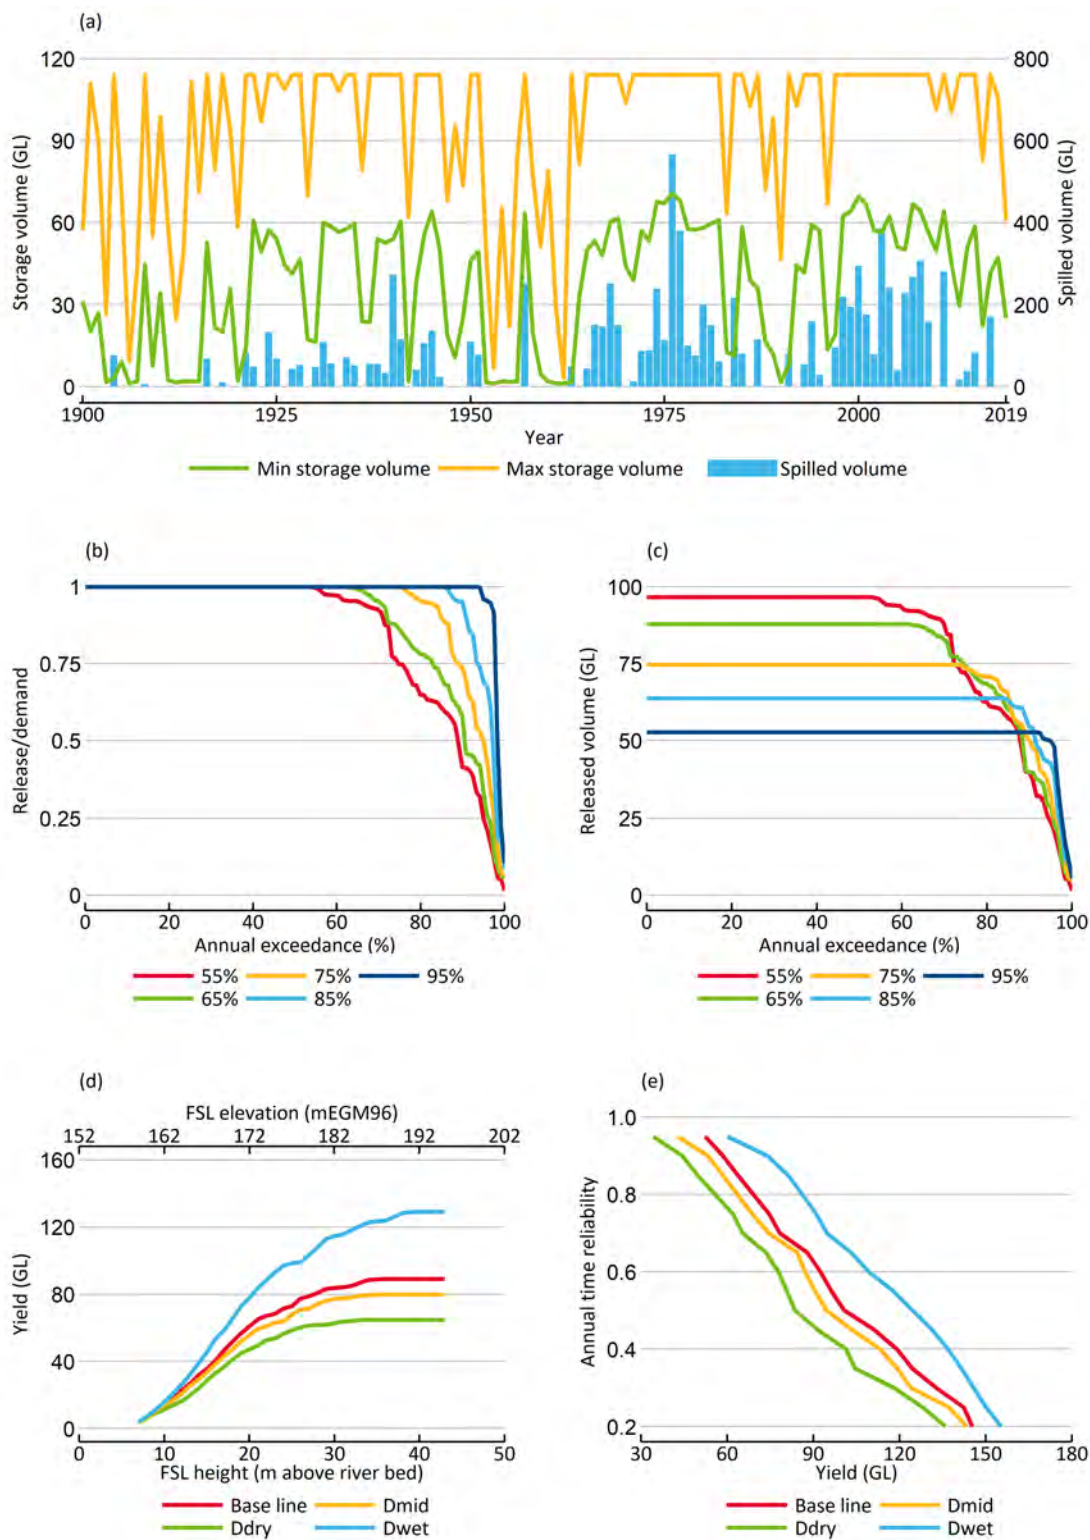 (a)
120 800
90 600
60 400
30 200
0 0
Storage volume (GL)
Spilled volume (GL)
1900 1925 1950 1975 2000 2019
Year
Min storage volume Max storage volume Spilled volume
(b)
1
0.75
0.5
0.25
0
Release/demand
0 20 40 60 80 100
Annual exceedance (%)
55% 75% 95%
65% 85%
(c)
100
75
50
25
0
Released volume (GL)
0 20 40 60 80 100
Annual exceedance (%)
55% 75% 95%
65% 85%
(d)
FSL elevation (mEGM96)
152 162 172 182 192 202
160
120
80
40
0
Yield (GL)
0 10 20 30 40 50
FSL height (m above river bed)
Base line Dmid
Ddry Dwet
(e)
1.0
0.8
0.6
0.4
0.2
Annual time reliability
30 60 90 120 150 180
Yield (GL)
Base line Dmid
Ddry Dwet